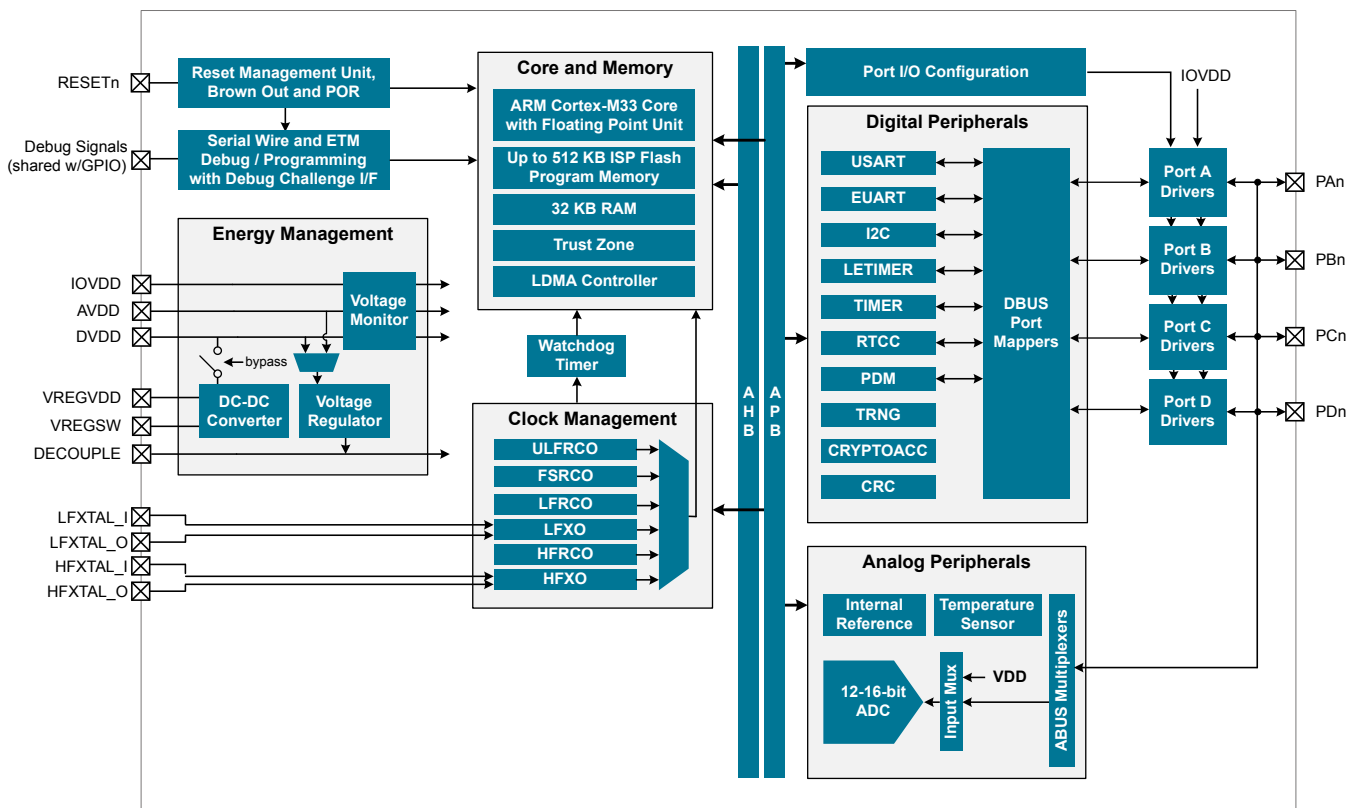 RESETn
Debug Signals
(shared w/GPIO)
Reset Management Unit,
Brown Out and POR
Serial Wire and ETM
Debug / Programming
with Debug Challenge I/F
Energy Management
IOVDD
AVDD
DVDD
VREGVDD
VREGSW
DECOUPLE
Voltage
Monitor
bypass
DC-DC
Converter
Voltage
Regulator
LFXTAL_I
LFXTAL_O
HFXTAL_I
HFXTAL_O
Core and Memory
ARM Cortex-M33 Core
with Floating Point Unit
Up to 512 KB ISP Flash
Program Memory
32 KB RAM
Trust Zone
LDMA Controller
Watchdog
Timer
Clock Management
ULFRCO
FSRCO
LFRCO
LFXO
HFRCO
HFXO
A
H
B
A
P
B
Port I/O Configuration
IOVDD
Digital Peripherals
USART
EUART
I2C
LETIMER
TIMER
RTCC
PDM
TRNG
CRYPTOACC
CRC
DBUS
Port
Mappers
Port A
Drivers
Port B
Drivers
Port C
Drivers
Port D
Drivers
PAn
PBn
PCn
PDn
Analog Peripherals
Internal
Reference
Temperature
Sensor
12-16-bit
ADC
Input Mux
VDD
ABUS Multiplexers